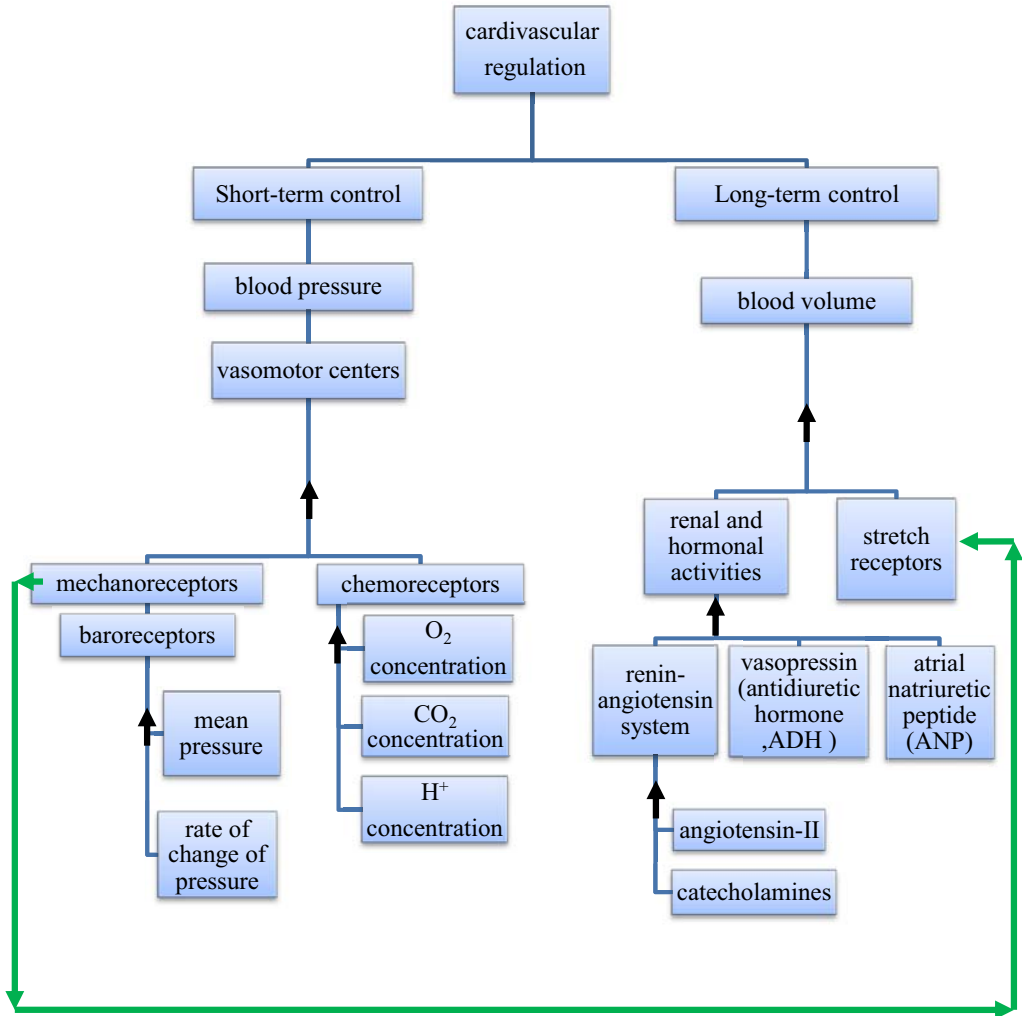 cardivascular
regulation
Short-term control
Long-term control
blood pressure
blood volume
vasomotor centers
mechanoreceptors
chemoreceptors
baroreceptors
mean
pressure
rate of
change of
pressure
O₂
concentration
CO₂
concentration
H⁺
concentration
renal and
hormonal
activities
stretch
receptors
renin-
angiotensin
system
vasopressin
(antidiuretic
hormone
,ADH )
atrial
natriuretic
peptide
(ANP)
angiotensin-II
catecholamines